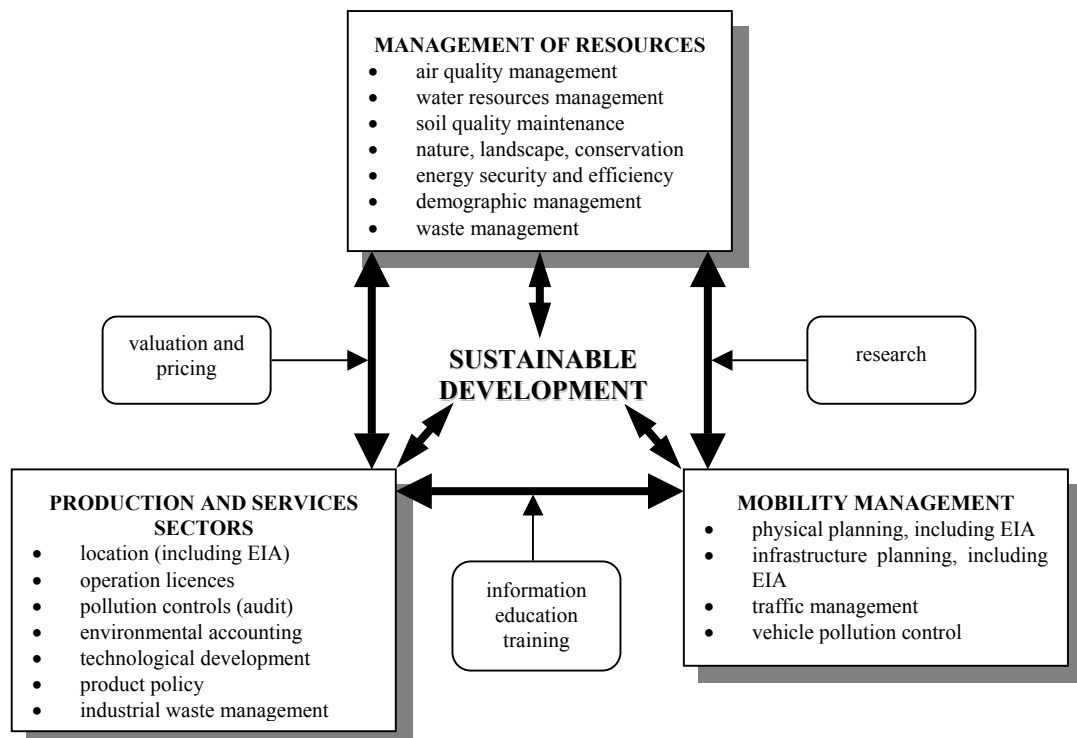 MANAGEMENT OF RESOURCES
• air quality management
• water resources management
• soil quality maintenance
• nature, landscape, conservation
• energy security and efficiency
• demographic management
• waste management
valuation and
pricing
SUSTAINABLE
DEVELOPMENT
research
PRODUCTION AND SERVICES
SECTORS
• location (including EIA)
• operation licences
• pollution controls (audit)
• environmental accounting
• technological development
• product policy
• industrial waste management
information
education
training
MOBILITY MANAGEMENT
• physical planning, including EIA
• infrastructure planning, including
EIA
• traffic management
• vehicle pollution control